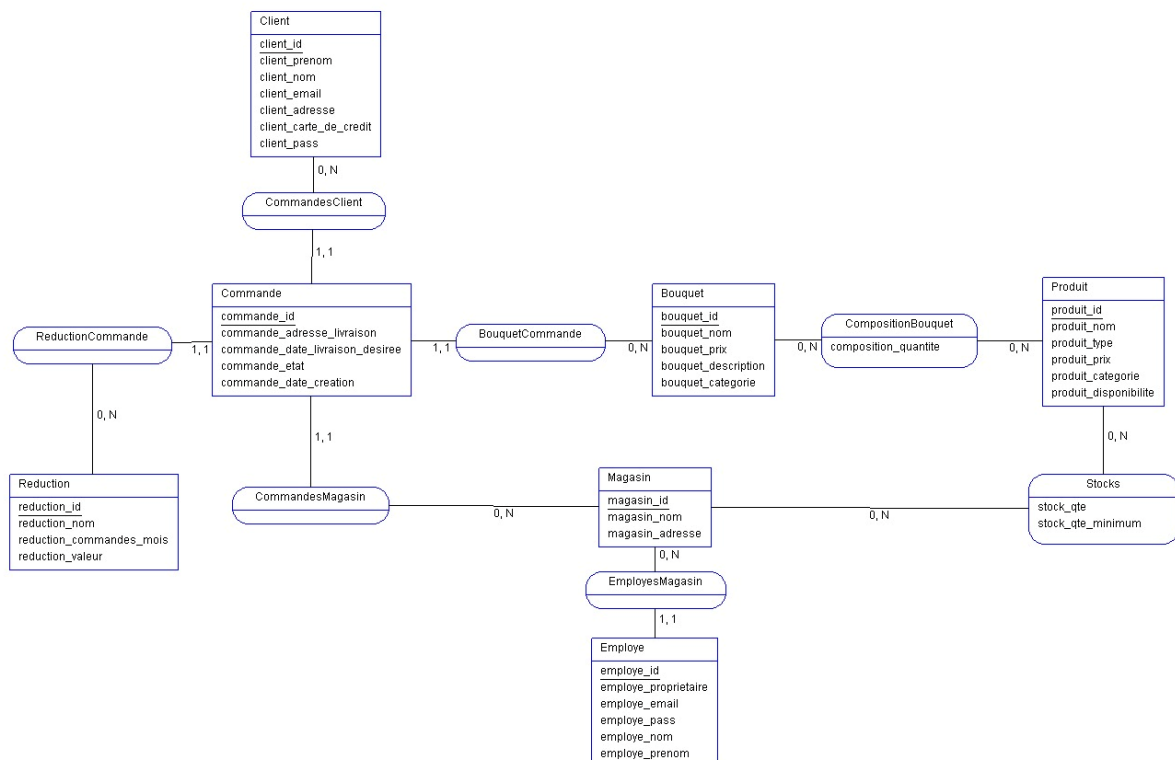 Client
client_id
client_prenom
client_nom
client_email
client_adresse
client_carte_de_credit
client_pass
0, N
CommandesClient
1, 1
Commande
commande_id
commande_adresse_livraison
commande_date_livraison_desiree
commande_etat
commande_date_creation
ReductionCommande
1, 1
0, N
Reduction
reduction_id
reduction_nom
reduction_commandes_mois
reduction_valeur
1, 1
BouquetCommande
0, N
Bouquet
bouquet_id
bouquet_nom
bouquet_prix
bouquet_description
bouquet_categorie
0, N
CompositionBouquet
composition_quantite
0, N
Produit
produit_id
produit_nom
produit_type
produit_prix
produit_categorie
produit_disponibilite
0, N
Stocks
stock_qte
stock_qte_minimum
0, N
1, 1
CommandesMagasin
0, N
Magasin
magasin_id
magasin_nom
magasin_adresse
0, N
EmployesMagasin
1, 1
Employe
employe_id
employe_proprietaire
employe_email
employe_pass
employe_nom
employe_prenom